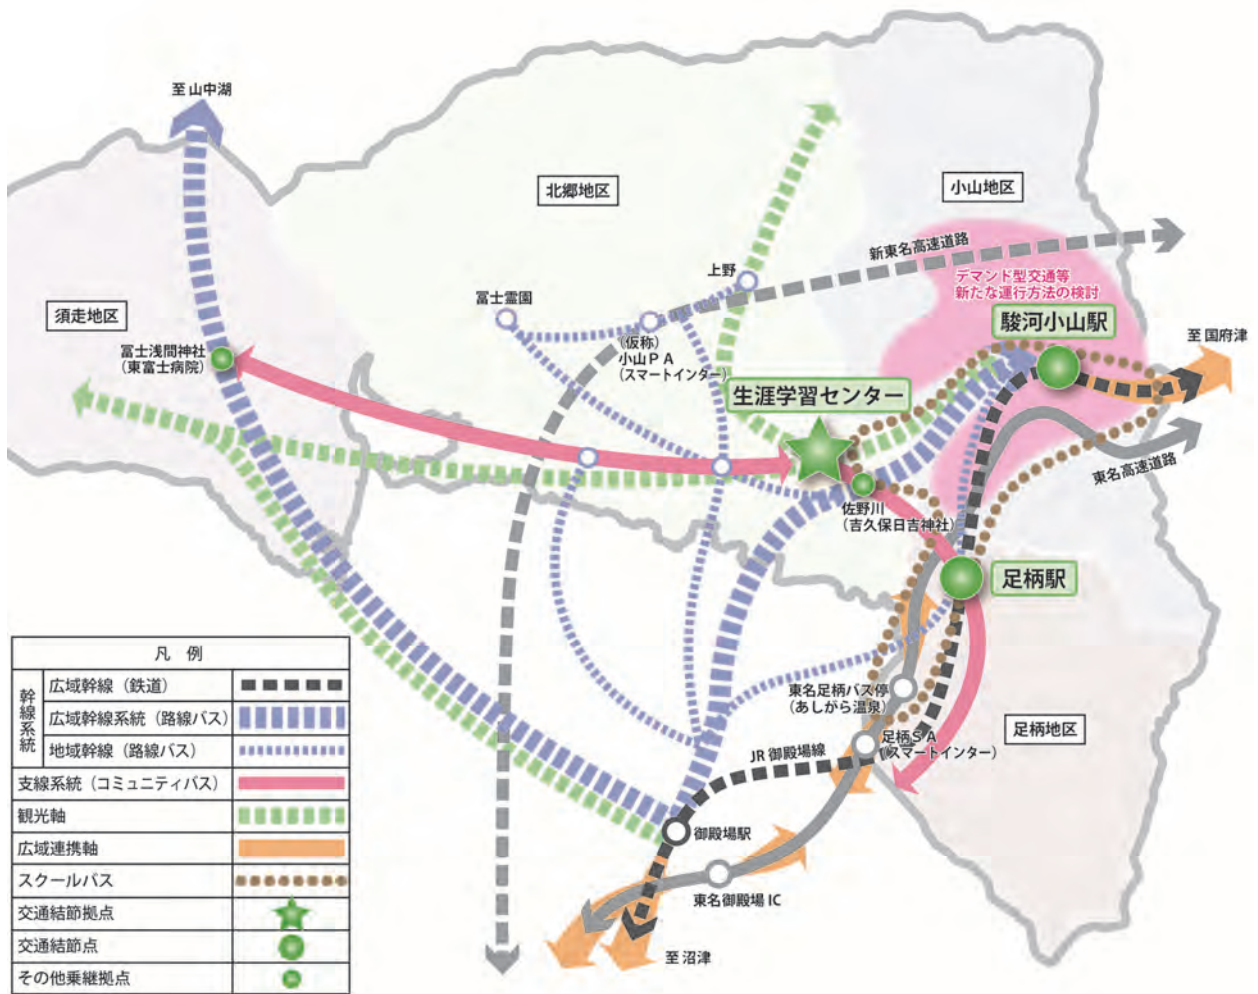 至 山中湖
北郷地区
小山地区
新東名高速道路
上野
デマンド型交通等
新たな運行方法の検討
冨士霊園
須走地区
駿河小山駅
至 国府津
冨士浅間神社
(東富士病院)
(仮称)
小山PA
(スマートインター)
生涯学習センター
東名高速道路
佐野川
(吉久保日吉神社)
足柄駅
東名足柄バス停
(あしがら温泉)
足柄SA
(スマートインター)
足柄地区
JR 御殿場線
御殿場駅
東名御殿場 IC
至 沼津
凡 例
幹線系統
広域幹線(鉄道)
広域幹線系統(路線バス)
地域幹線(路線バス)
支線系統(コミュニティバス)
観光軸
広域連携軸
スクールバス
交通結節拠点
交通結節点
その他乗継拠点